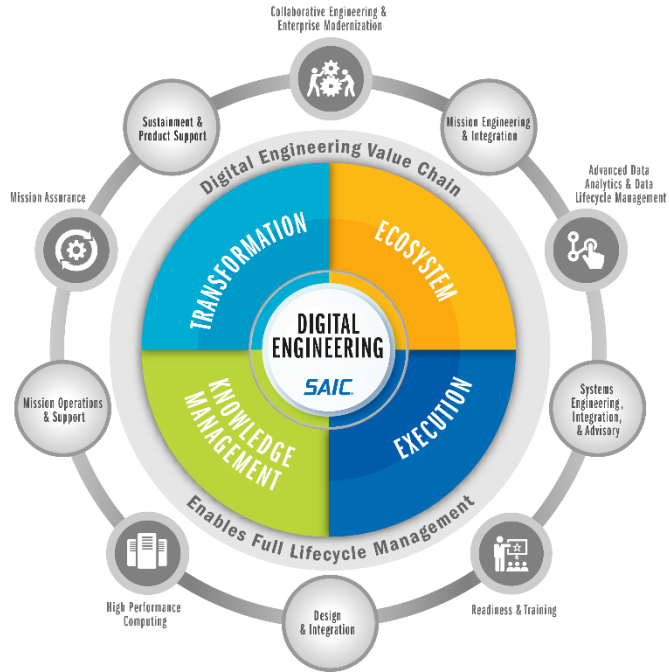 Collaborative Engineering &
Enterprise Modernization
Sustainment &
Product Support
Mission Engineering
& Integration
Digital Engineering Value Chain
Advanced Data
Analytics & Data
Lifecycle Management
Mission Assurance
TRANSFORMATION
ECOSYSTEM
DIGITAL
ENGINEERING
SAIC®
Mission Operations
& Support
Systems
Engineering,
Integration,
& Advisory
KNOWLEDGE
MANAGEMENT
EXECUTION
Enables Full Lifecycle Management
High Performance
Computing
Design
& Integration
Readiness & Training